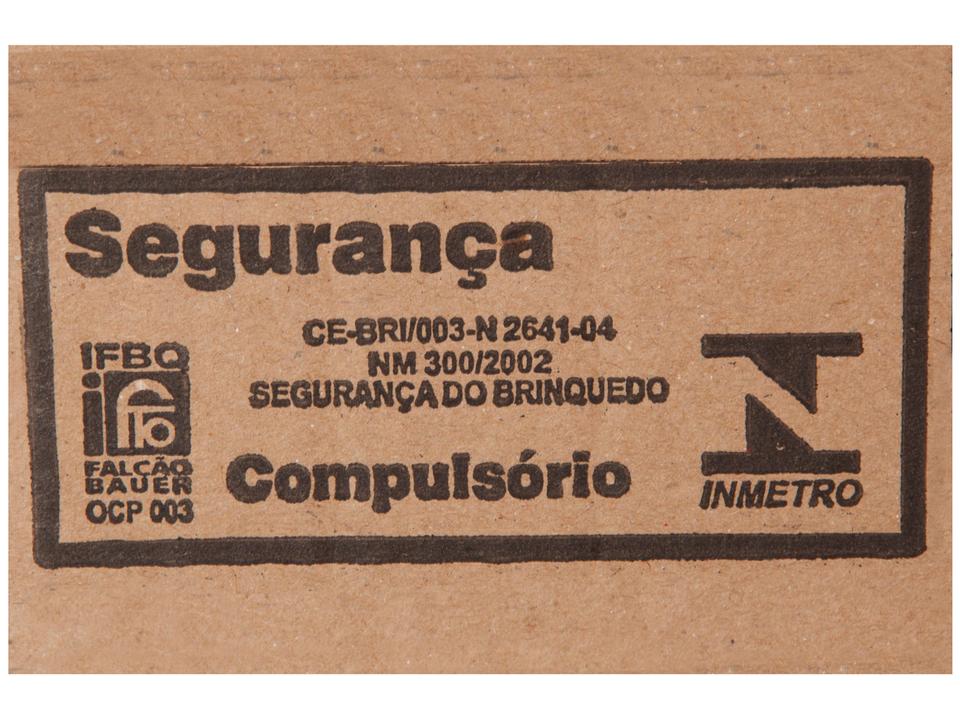 Segurança
CE-BRI/003-N 2641-04
NM 300/2002
SEGURANÇA DO BRINQUEDO
Compulsório
IFBQ
FALCÃO
BAUER
OCP 003
INMETRO